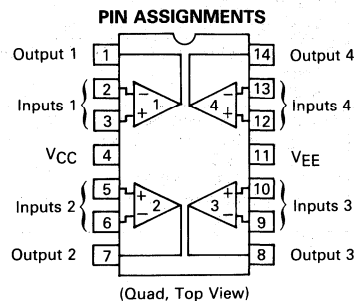 PIN ASSIGNMENTS
Output 1 1 14 Output 4
2 13
Inputs 1 − + 1 4 − + Inputs 4
3 12
VCC 4 11 VEE
5 10
Inputs 2 + − 2 3 + − Inputs 3
6 9
Output 2 7 8 Output 3
(Quad, Top View)